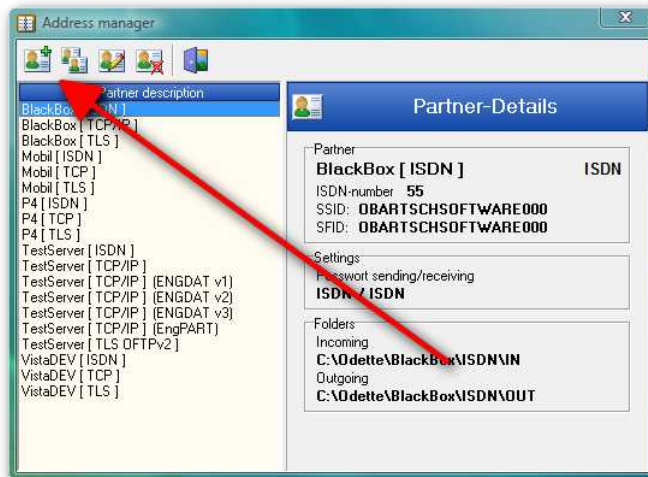 Address manager
Partner description
BlackBox [ ISDN ]
BlackBox [ TCP/IP ]
BlackBox [ TLS ]
Mobil [ ISDN ]
Mobil [ TCP ]
Mobil [ TLS ]
P4 [ ISDN ]
P4 [ TCP ]
P4 [ TLS ]
TestServer [ ISDN ]
TestServer [ TCP/IP ]
TestServer [ TCP/IP ] (ENGDAT v1)
TestServer [ TCP/IP ] (ENGDAT v2)
TestServer [ TCP/IP ] (ENGDAT v3)
TestServer [ TCP/IP ] (EngPART)
TestServer [ TLS OFTPv2 ]
VistaDEV [ ISDN ]
VistaDEV [ TCP ]
VistaDEV [ TLS ]
Partner-Details
Partner
BlackBox [ ISDN ] ISDN
ISDN-number 55
SSID: OBARTSCHSOFTWARE000
SFID: OBARTSCHSOFTWARE000
Settings
Passwort sending/receiving
ISDN / ISDN
Folders
Incoming
C:\Odette\BlackBox\ISDN\IN
Outgoing
C:\Odette\BlackBox\ISDN\OUT